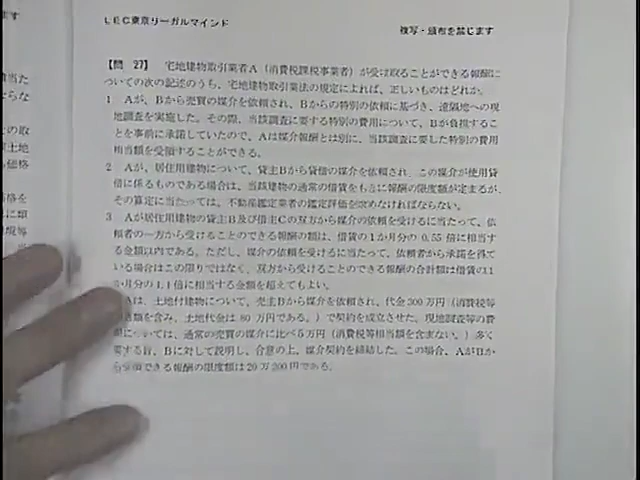 LEC東京リーガルマインド
複写・頒布を禁じます
【問 27】 宅地建物取引業者A（消費税課税事業者）が受け取ることができる報酬に
ついての次の記述のうち、宅地建物取引業法の規定によれば、正しいものはどれか。
1 Aが、Bから売買の媒介を依頼され、Bからの特別の依頼に基づき、遠隔地への現
地調査を実施した。その際、当該調査に要する特別の費用について、Bが負担するこ
とを事前に承諾していたので、Aは媒介報酬とは別に、当該調査に要した特別の費用
相当額を受領することができる。
2 Aが、居住用建物について、貸主Bから貸借の媒介を依頼され、この媒介が使用貸
借に係るものである場合は、当該建物の通常の借賃をもとに報酬の限度額が定まるが、
その算定に当たっては、不動産鑑定業者の鑑定評価を求めなければならない。
3 Aが居住用建物の貸主B及び借主Cの双方から媒介の依頼を受けるに当たって、依
頼者の一方から受けることのできる報酬の額は、借賃の1か月分の0.55倍に相当す
る金額以内である。ただし、媒介の依頼を受けるに当たって、依頼者から承諾を得て
いる場合はこの限りではなく、双方から受けることのできる報酬の合計額は借賃の1
か月分の1.1倍に相当する金額を超えてもよい。
Aは、土地付建物について、売主Bから媒介を依頼され、代金300万円（消費税等
額を含み、土地代金は80万円である。）で契約を成立させた。現地調査等の費
については、通常の売買の媒介に比べ5万円（消費税等相当額を含まない。）多く
要する旨、Bに対して説明し、合意の上、媒介契約を締結した。この場合、AがBか
ら受領できる報酬の限度額は20万200円である。